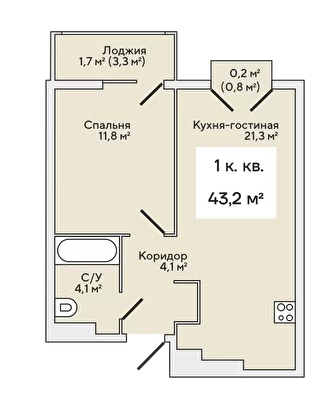 Лоджия
1,7 м² (3,3 м²)
0,2 м²
(0,8 м²)
Спальня
11,8 м²
Кухня-гостиная
21,3 м²
1 к. кв.
43,2 м²
Коридор
4,1 м²
С/У
4,1 м²